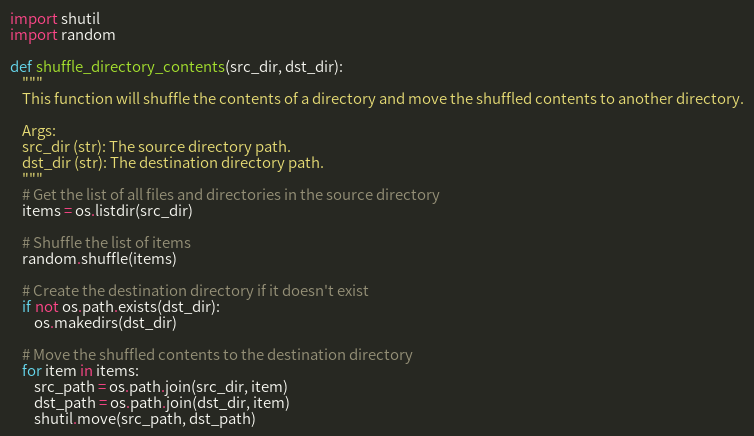 import shutil
import random

def shuffle_directory_contents(src_dir, dst_dir):
    """
    This function will shuffle the contents of a directory and move the shuffled contents to another directory.

    Args:
    src_dir (str): The source directory path.
    dst_dir (str): The destination directory path.
    """
    # Get the list of all files and directories in the source directory
    items = os.listdir(src_dir)

    # Shuffle the list of items
    random.shuffle(items)

    # Create the destination directory if it doesn't exist
    if not os.path.exists(dst_dir):
        os.makedirs(dst_dir)

    # Move the shuffled contents to the destination directory
    for item in items:
        src_path = os.path.join(src_dir, item)
        dst_path = os.path.join(dst_dir, item)
        shutil.move(src_path, dst_path)